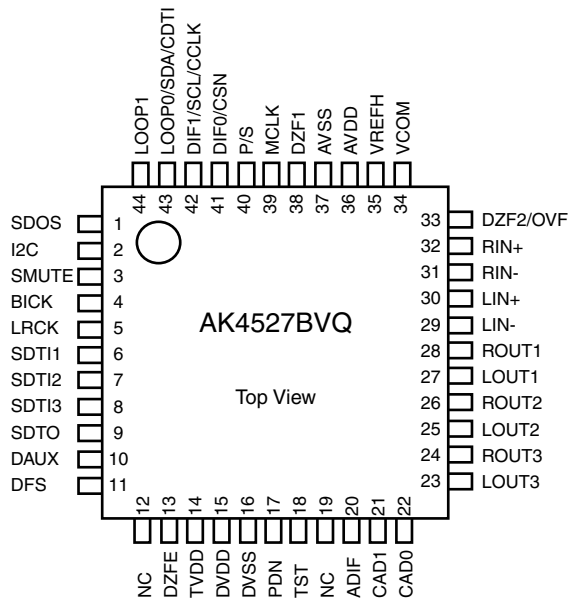 LOOP1
LOOP0/SDA/CDTI
DIF1/SCL/CCLK
DIF0/CSN
P/S
MCLK
DZF1
AVSS
AVDD
VREFH
VCOM
44
43
42
41
40
39
38
37
36
35
34
SDOS 1
I2C 2
SMUTE 3
BICK 4
LRCK 5
SDTI1 6
SDTI2 7
SDTI3 8
SDTO 9
DAUX 10
DFS 11
AK4527BVQ
Top View
33 DZF2/OVF
32 RIN+
31 RIN-
30 LIN+
29 LIN-
28 ROUT1
27 LOUT1
26 ROUT2
25 LOUT2
24 ROUT3
23 LOUT3
12
13
14
15
16
17
18
19
20
21
22
NC
DZFE
TVDD
DVDD
DVSS
PDN
TST
NC
ADIF
CAD1
CAD0